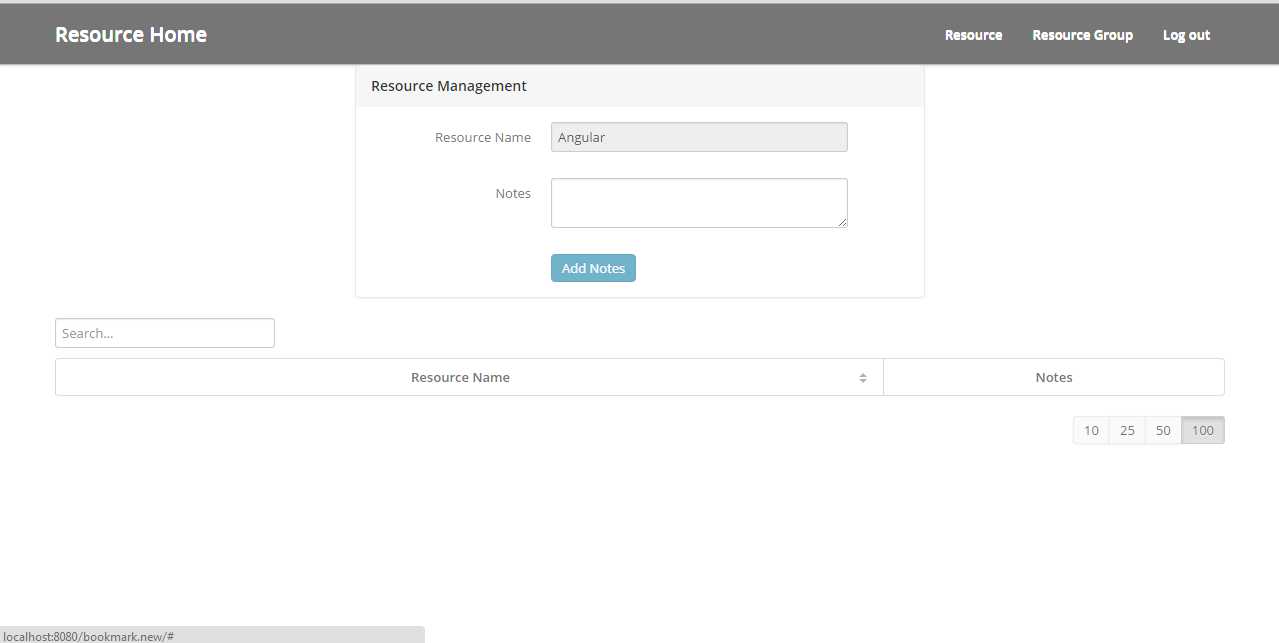 Resource Home
Resource Resource Group Log out
Resource Management
Resource Name Angular
Notes
Add Notes
Search...
Resource Name Notes
10 25 50 100
localhost:8080/bookmark.new/#